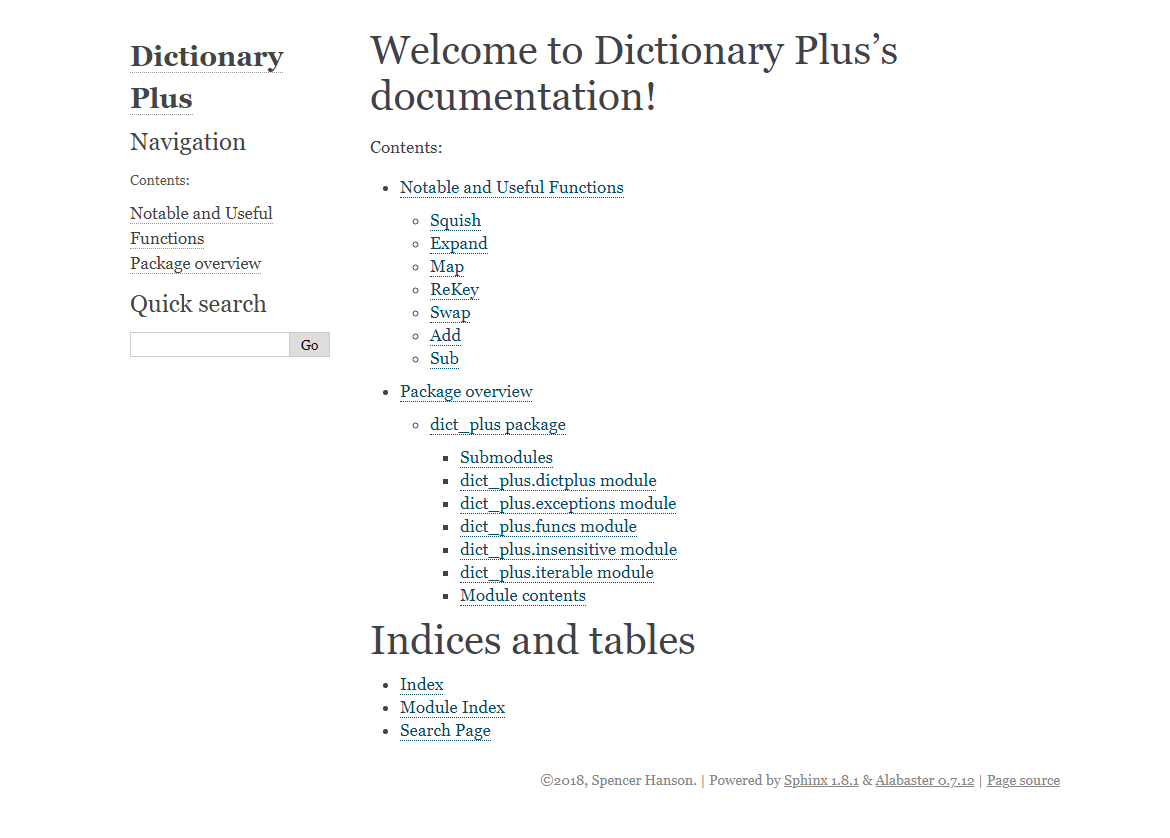 Dictionary
Plus
Navigation
Contents:
Notable and Useful
Functions
Package overview
Quick search
Go
Welcome to Dictionary Plus’s
documentation!
Contents:
Notable and Useful Functions
Squish
Expand
Map
ReKey
Swap
Add
Sub
Package overview
dict_plus package
Submodules
dict_plus.dictplus module
dict_plus.exceptions module
dict_plus.funcs module
dict_plus.insensitive module
dict_plus.iterable module
Module contents
Indices and tables
Index
Module Index
Search Page
©2018, Spencer Hanson. | Powered by Sphinx 1.8.1 & Alabaster 0.7.12 | Page source